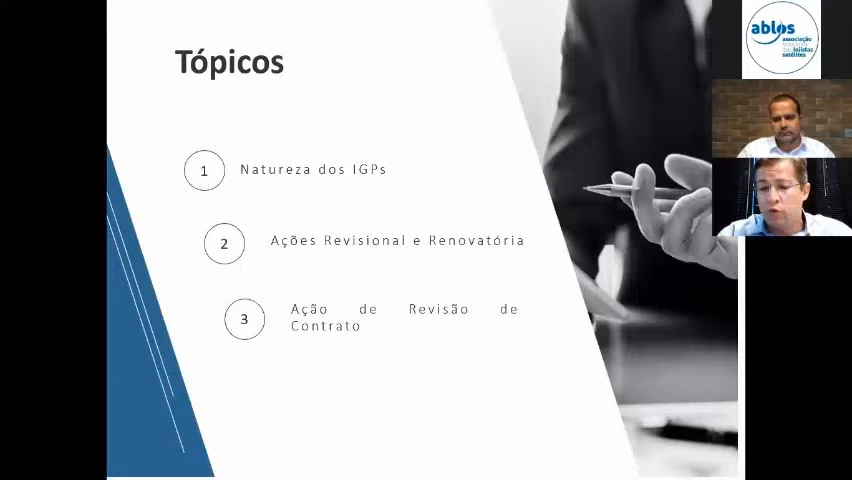 Tópicos
1 Natureza dos IGPs
2 Ações Revisional e Renovatória
3 Ação de Revisão de
Contrato
ablos
associação
lojistas
satélites